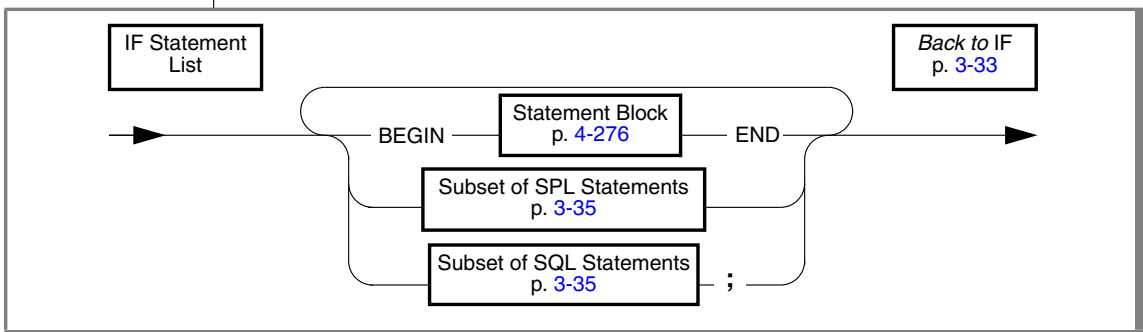 IF Statement
List
Back to IF
p. 3-33
BEGIN
Statement Block
p. 4-276
END
Subset of SPL Statements
p. 3-35
Subset of SQL Statements
p. 3-35
;